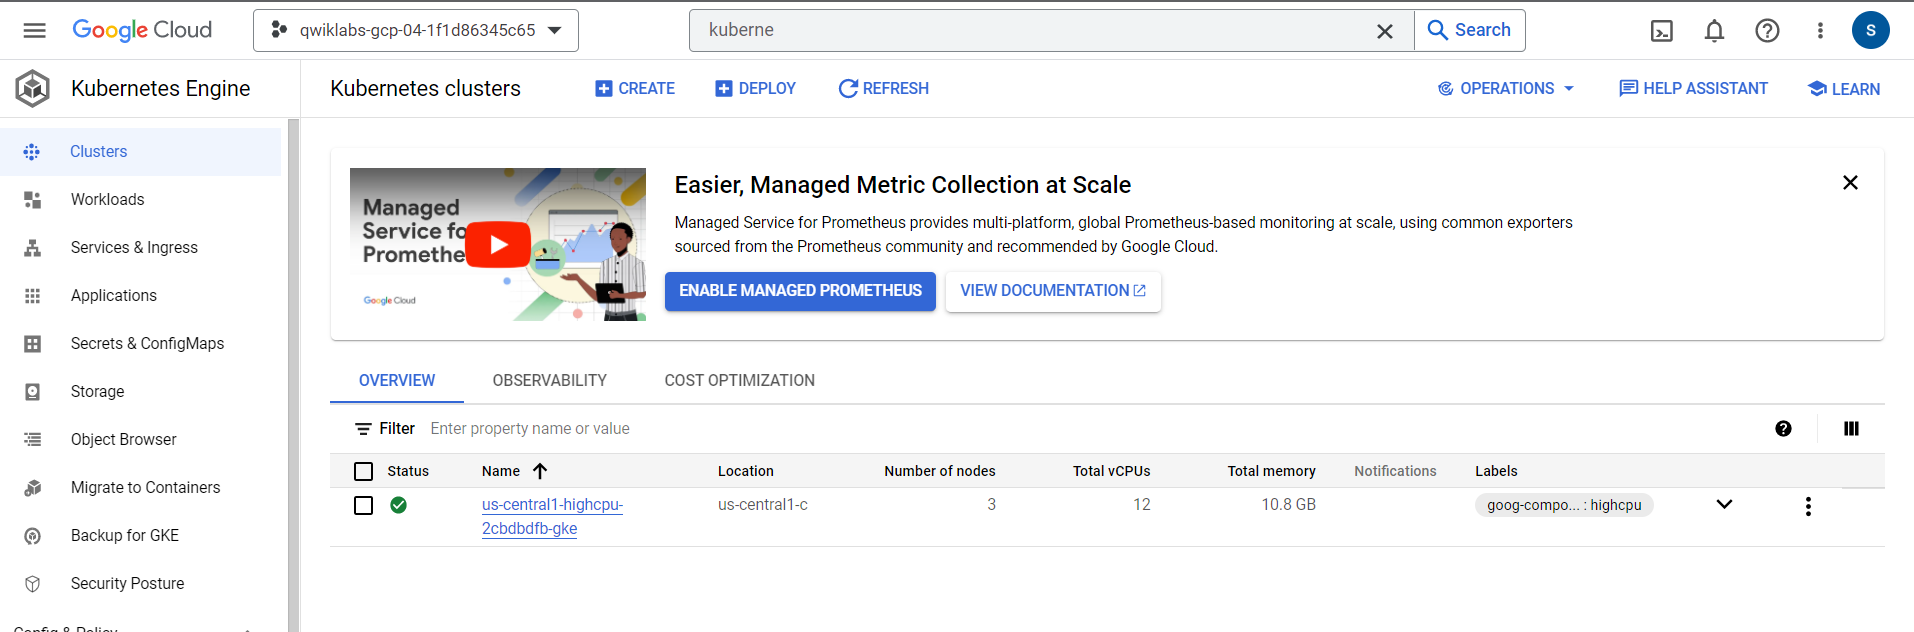 Google Cloud
qwiklabs-gcp-04-1f1d86345c65
kuberne
Search
S
Kubernetes Engine
Kubernetes clusters
CREATE
DEPLOY
REFRESH
OPERATIONS
HELP ASSISTANT
LEARN
Clusters
Workloads
Services & Ingress
Applications
Secrets & ConfigMaps
Storage
Object Browser
Migrate to Containers
Backup for GKE
Security Posture
Config & Policy
Managed
Service fo
Promethe
Google Cloud
Easier, Managed Metric Collection at Scale
Managed Service for Prometheus provides multi-platform, global Prometheus-based monitoring at scale, using common exporters
sourced from the Prometheus community and recommended by Google Cloud.
ENABLE MANAGED PROMETHEUS
VIEW DOCUMENTATION
OVERVIEW
OBSERVABILITY
COST OPTIMIZATION
Filter
Enter property name or value
Status
Name
Location
Number of nodes
Total vCPUs
Total memory
Notifications
Labels
us-central1-highcpu-
2cbdbdfb-gke
us-central1-c
3
12
10.8 GB
goog-compo... : highcpu